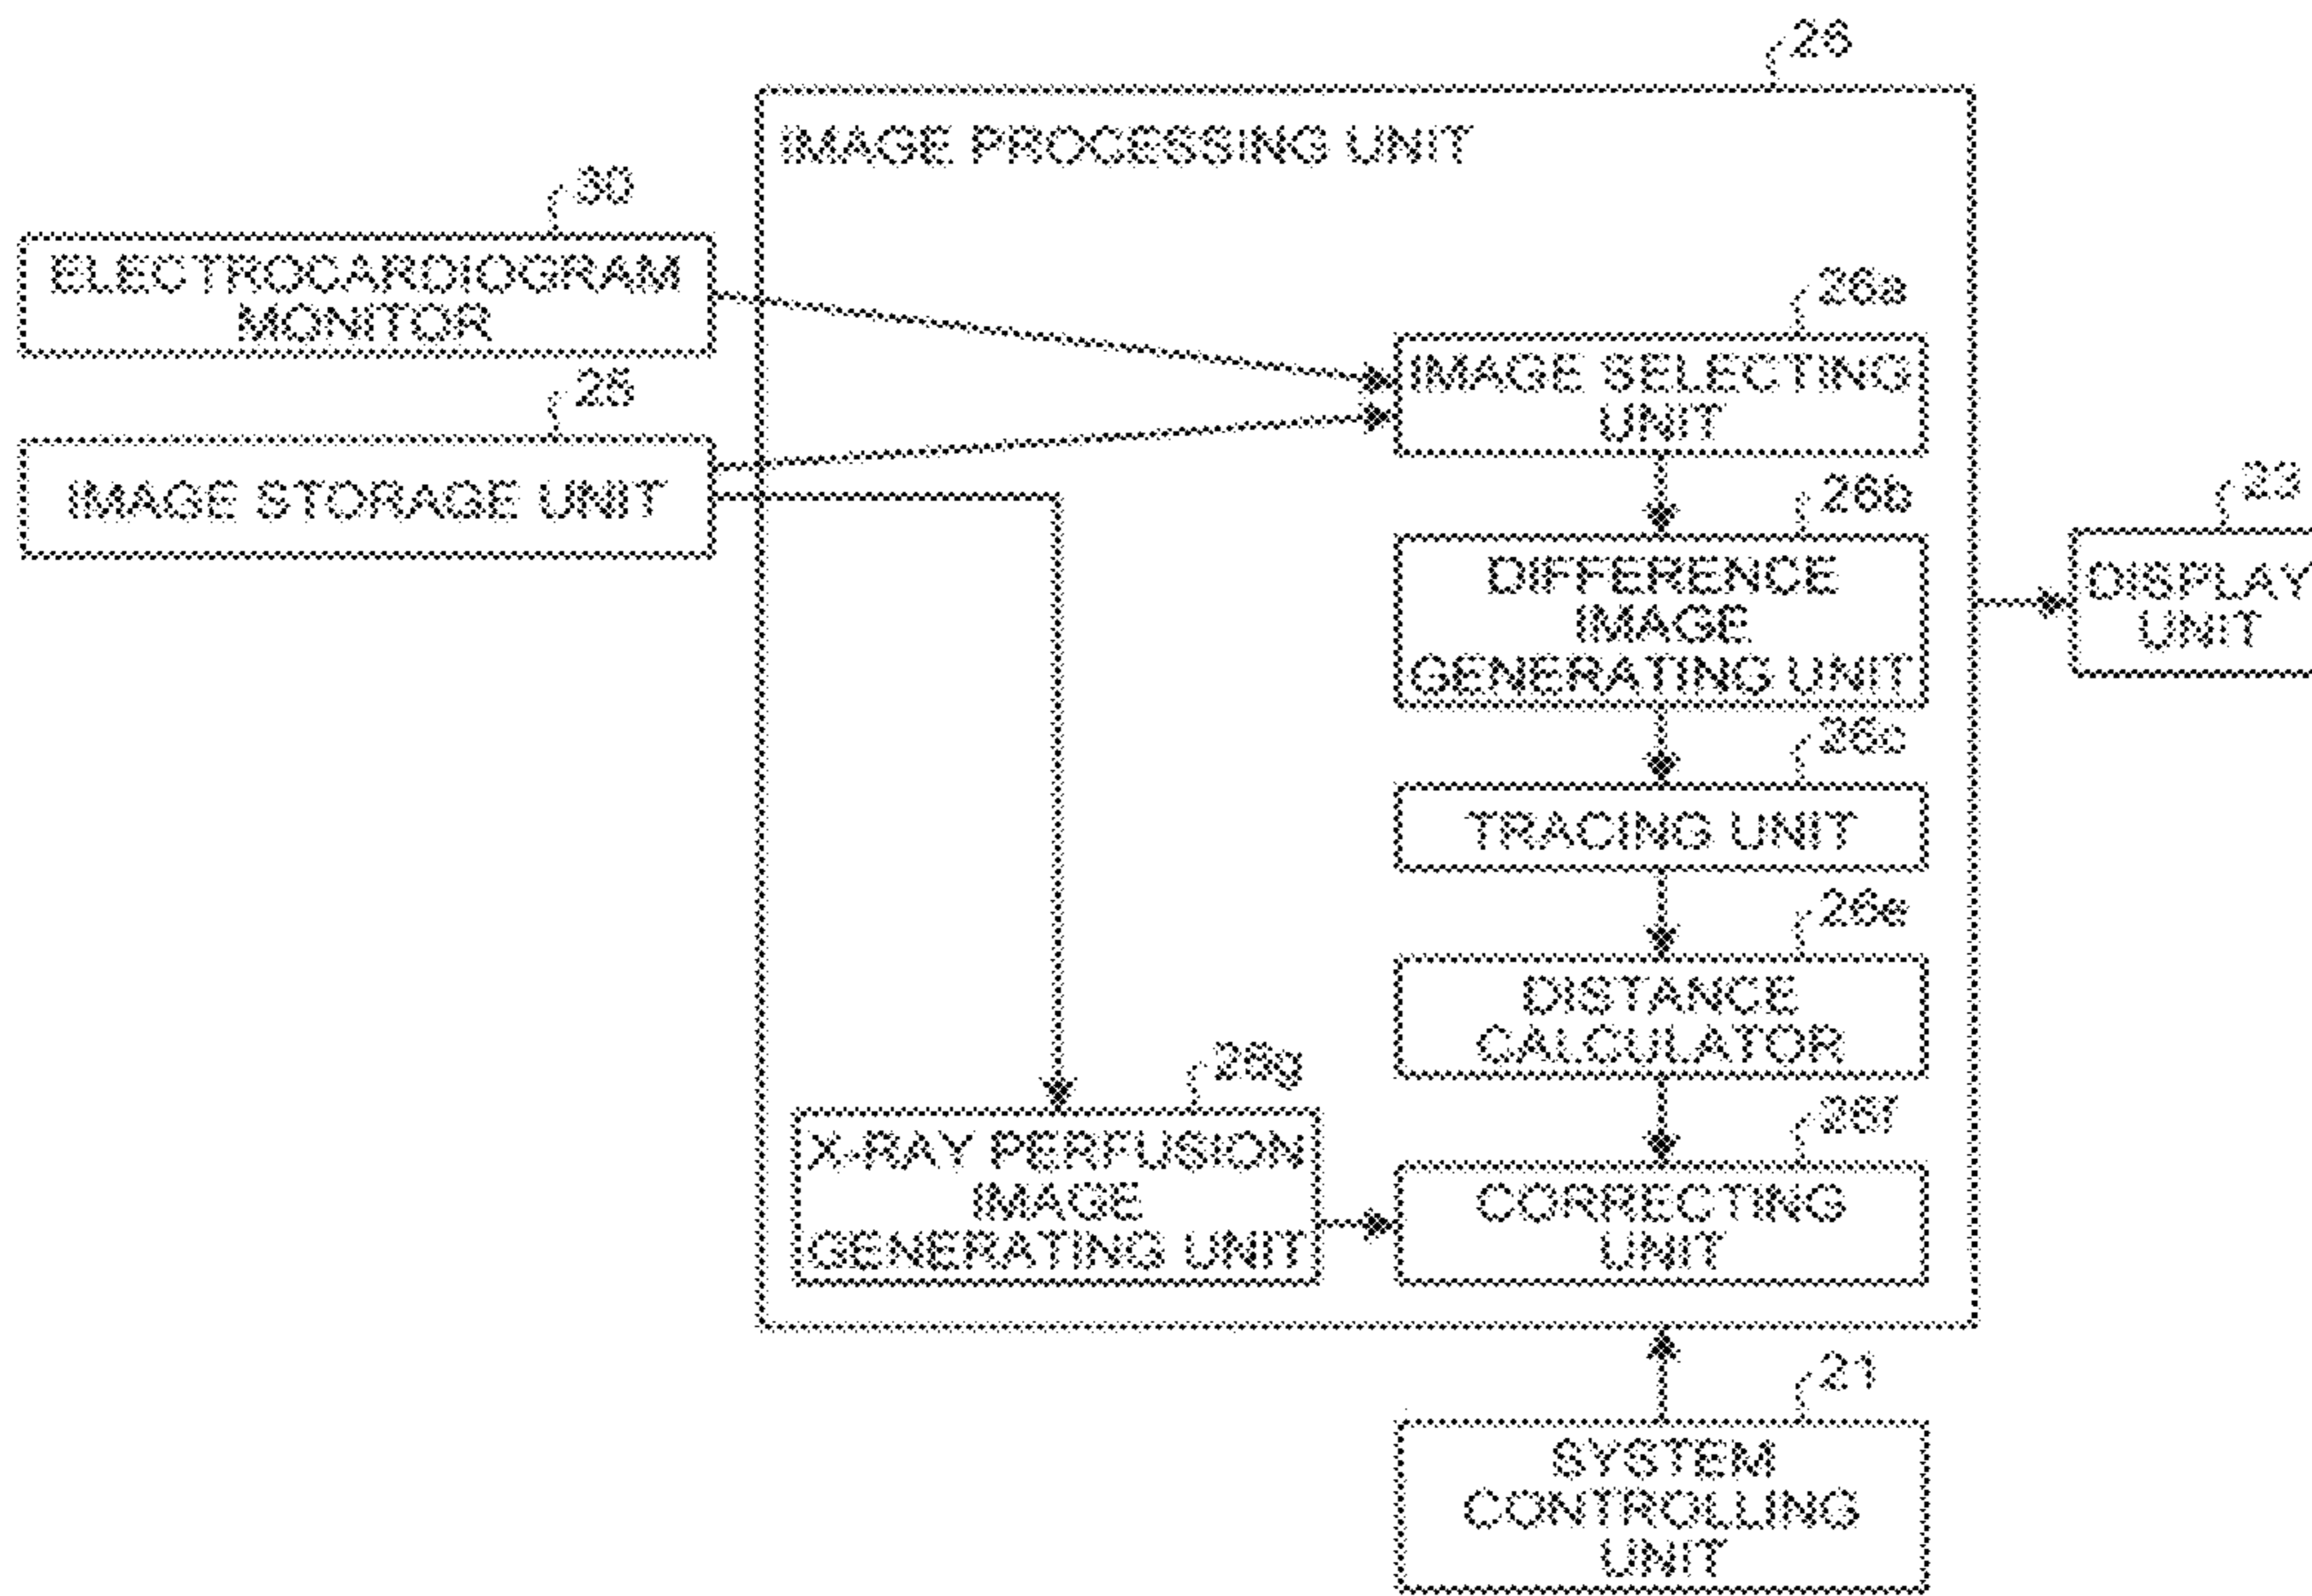 26
IMAGE PROCESSING UNIT
30
ELECTROCARDIOGRAM
MONITOR
26a
IMAGE SELECTING
UNIT
IMAGE STORAGE UNIT
26b
DIFFERENCE
IMAGE
GENERATING UNIT
23
DISPLAY
UNIT
26c
TRACING UNIT
26e
DISTANCE
CALCULATOR
26g
X-RAY PERFUSION
IMAGE
GENERATING UNIT
26f
CORRECTING
UNIT
21
SYSTEM
CONTROLLING
UNIT